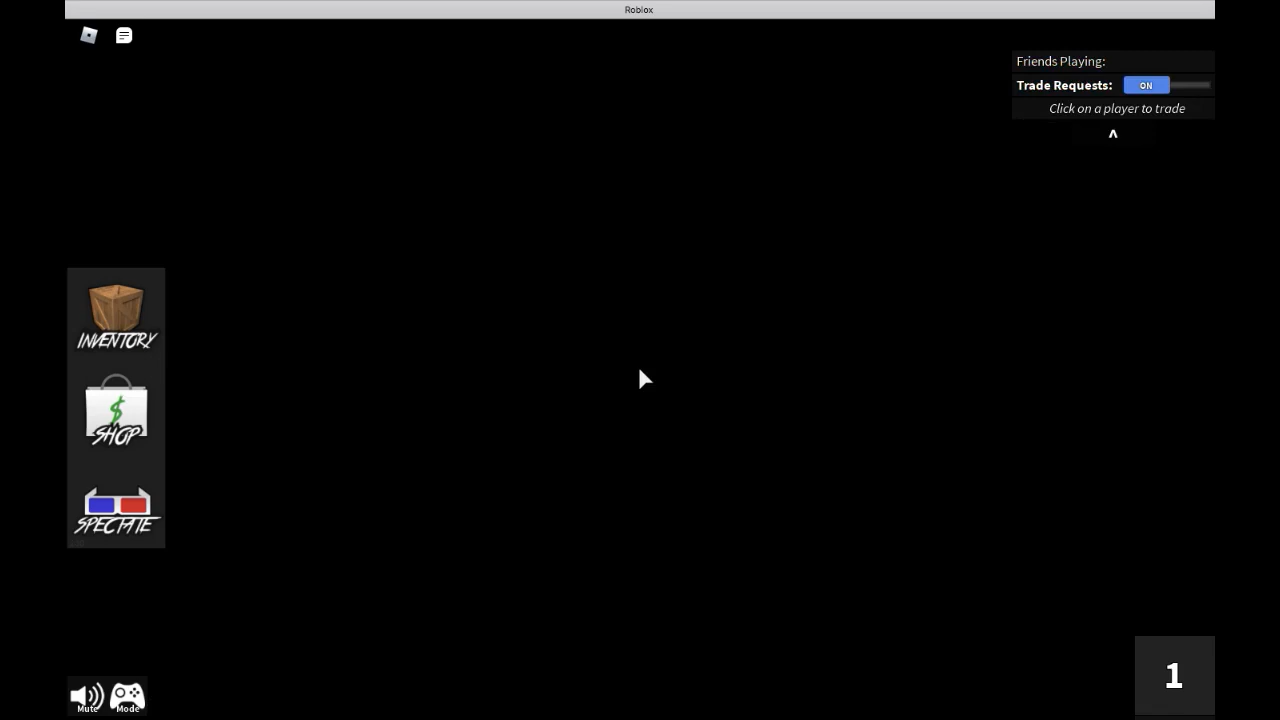 Roblox
Friends Playing:
Trade Requests: ON
Click on a player to trade
INVENTORY
$
SHOP
SPECTATE
Mute Mode
1